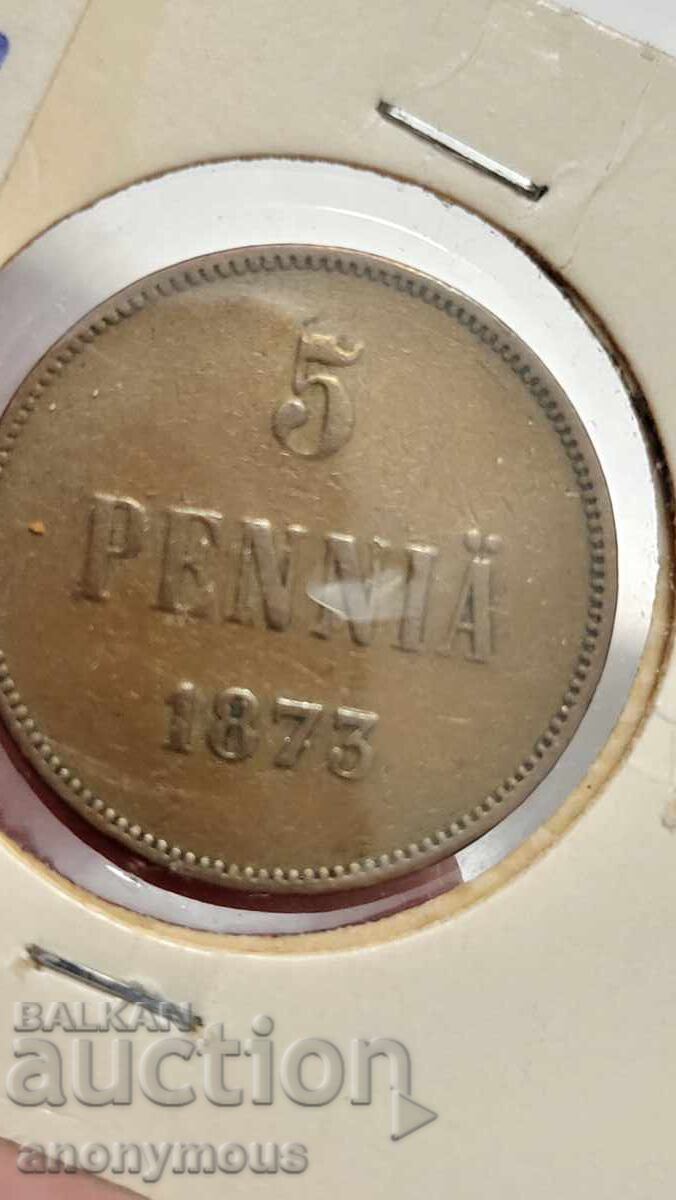 5
PENNIÄ
1873
BALKAN
auction
anonymous